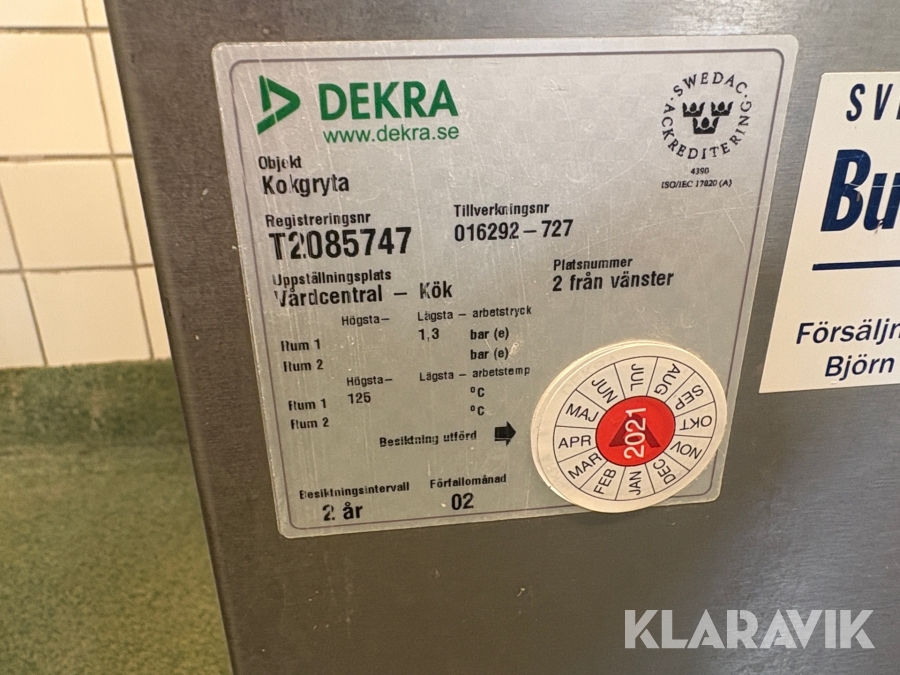 DEKRA
www.dekra.se
SWEDAC
ACKREDITERING
4390
ISO/IEC 17020 (A)
Objekt
Kokgryta
Registreringsnr
T2085747
Tillverkningsnr
016292-727
Uppställningsplats
Vårdcentral - Kök
Platsnummer
2 från vänster
Högsta- Lägsta - arbetstryck
Rum 1 1,3 bar (e)
Rum 2 bar (e)
Högsta- Lägsta - arbetstemp
Rum 1 125 °C
Rum 2 °C
Besiktning utförd
Besiktningsintervall
2 år
Förfallomånad
02
2021
JAN FEB MAR APR MAJ JUN JUL AUG SEP OKT NOV DEC
Bu
Försäljn
Björn
KLARAVIK